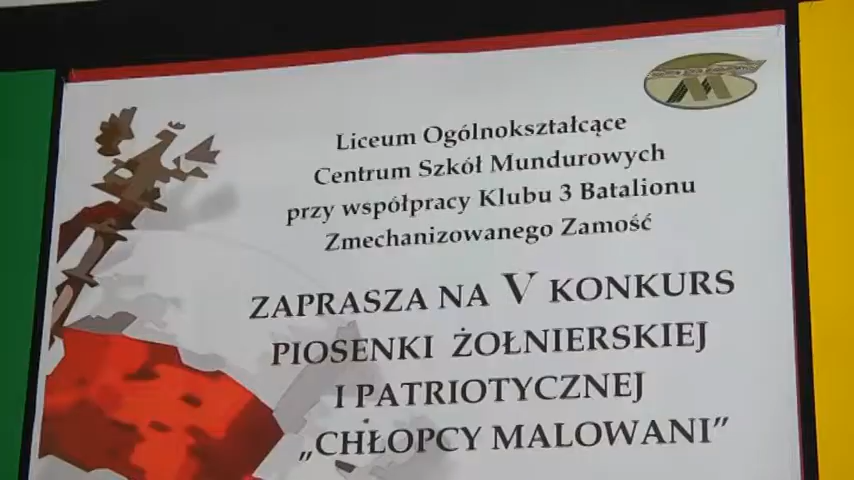 Liceum Ogólnokształcące
Centrum Szkół Mundurowych
przy współpracy Klubu 3 Batalionu
Zmechanizowanego Zamość
ZAPRASZA NA V KONKURS
PIOSENKI ŻOŁNIERSKIEJ
I PATRIOTYCZNEJ
„CHŁOPCY MALOWANI”